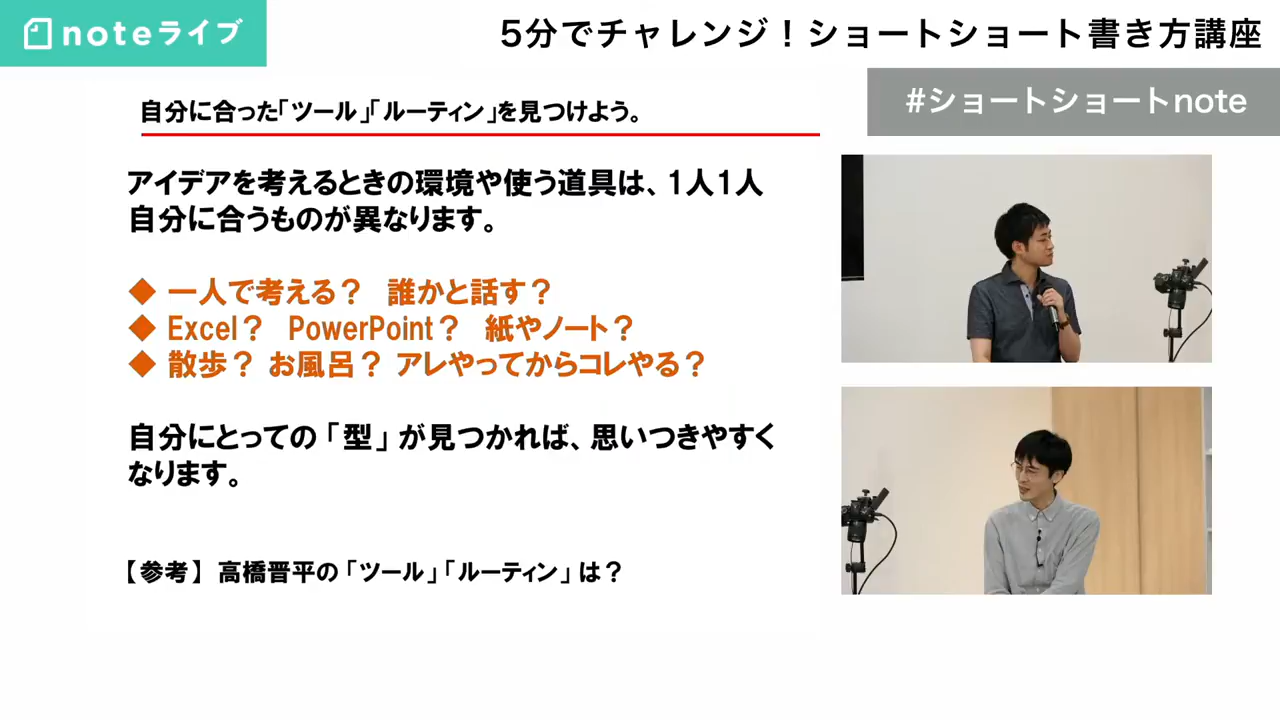 noteライブ
5分でチャレンジ！ショートショート書き方講座
#ショートショートnote
自分に合った「ツール」「ルーティン」を見つけよう。
アイデアを考えるときの環境や使う道具は、1人1人
自分に合うものが異なります。
◆ 一人で考える？ 誰かと話す？
◆ Excel？ PowerPoint？ 紙やノート？
◆ 散歩？ お風呂？ アレやってからコレやる？
自分にとっての「型」が見つかれば、思いつきやすく
なります。
【参考】 高橋晋平の「ツール」「ルーティン」は？